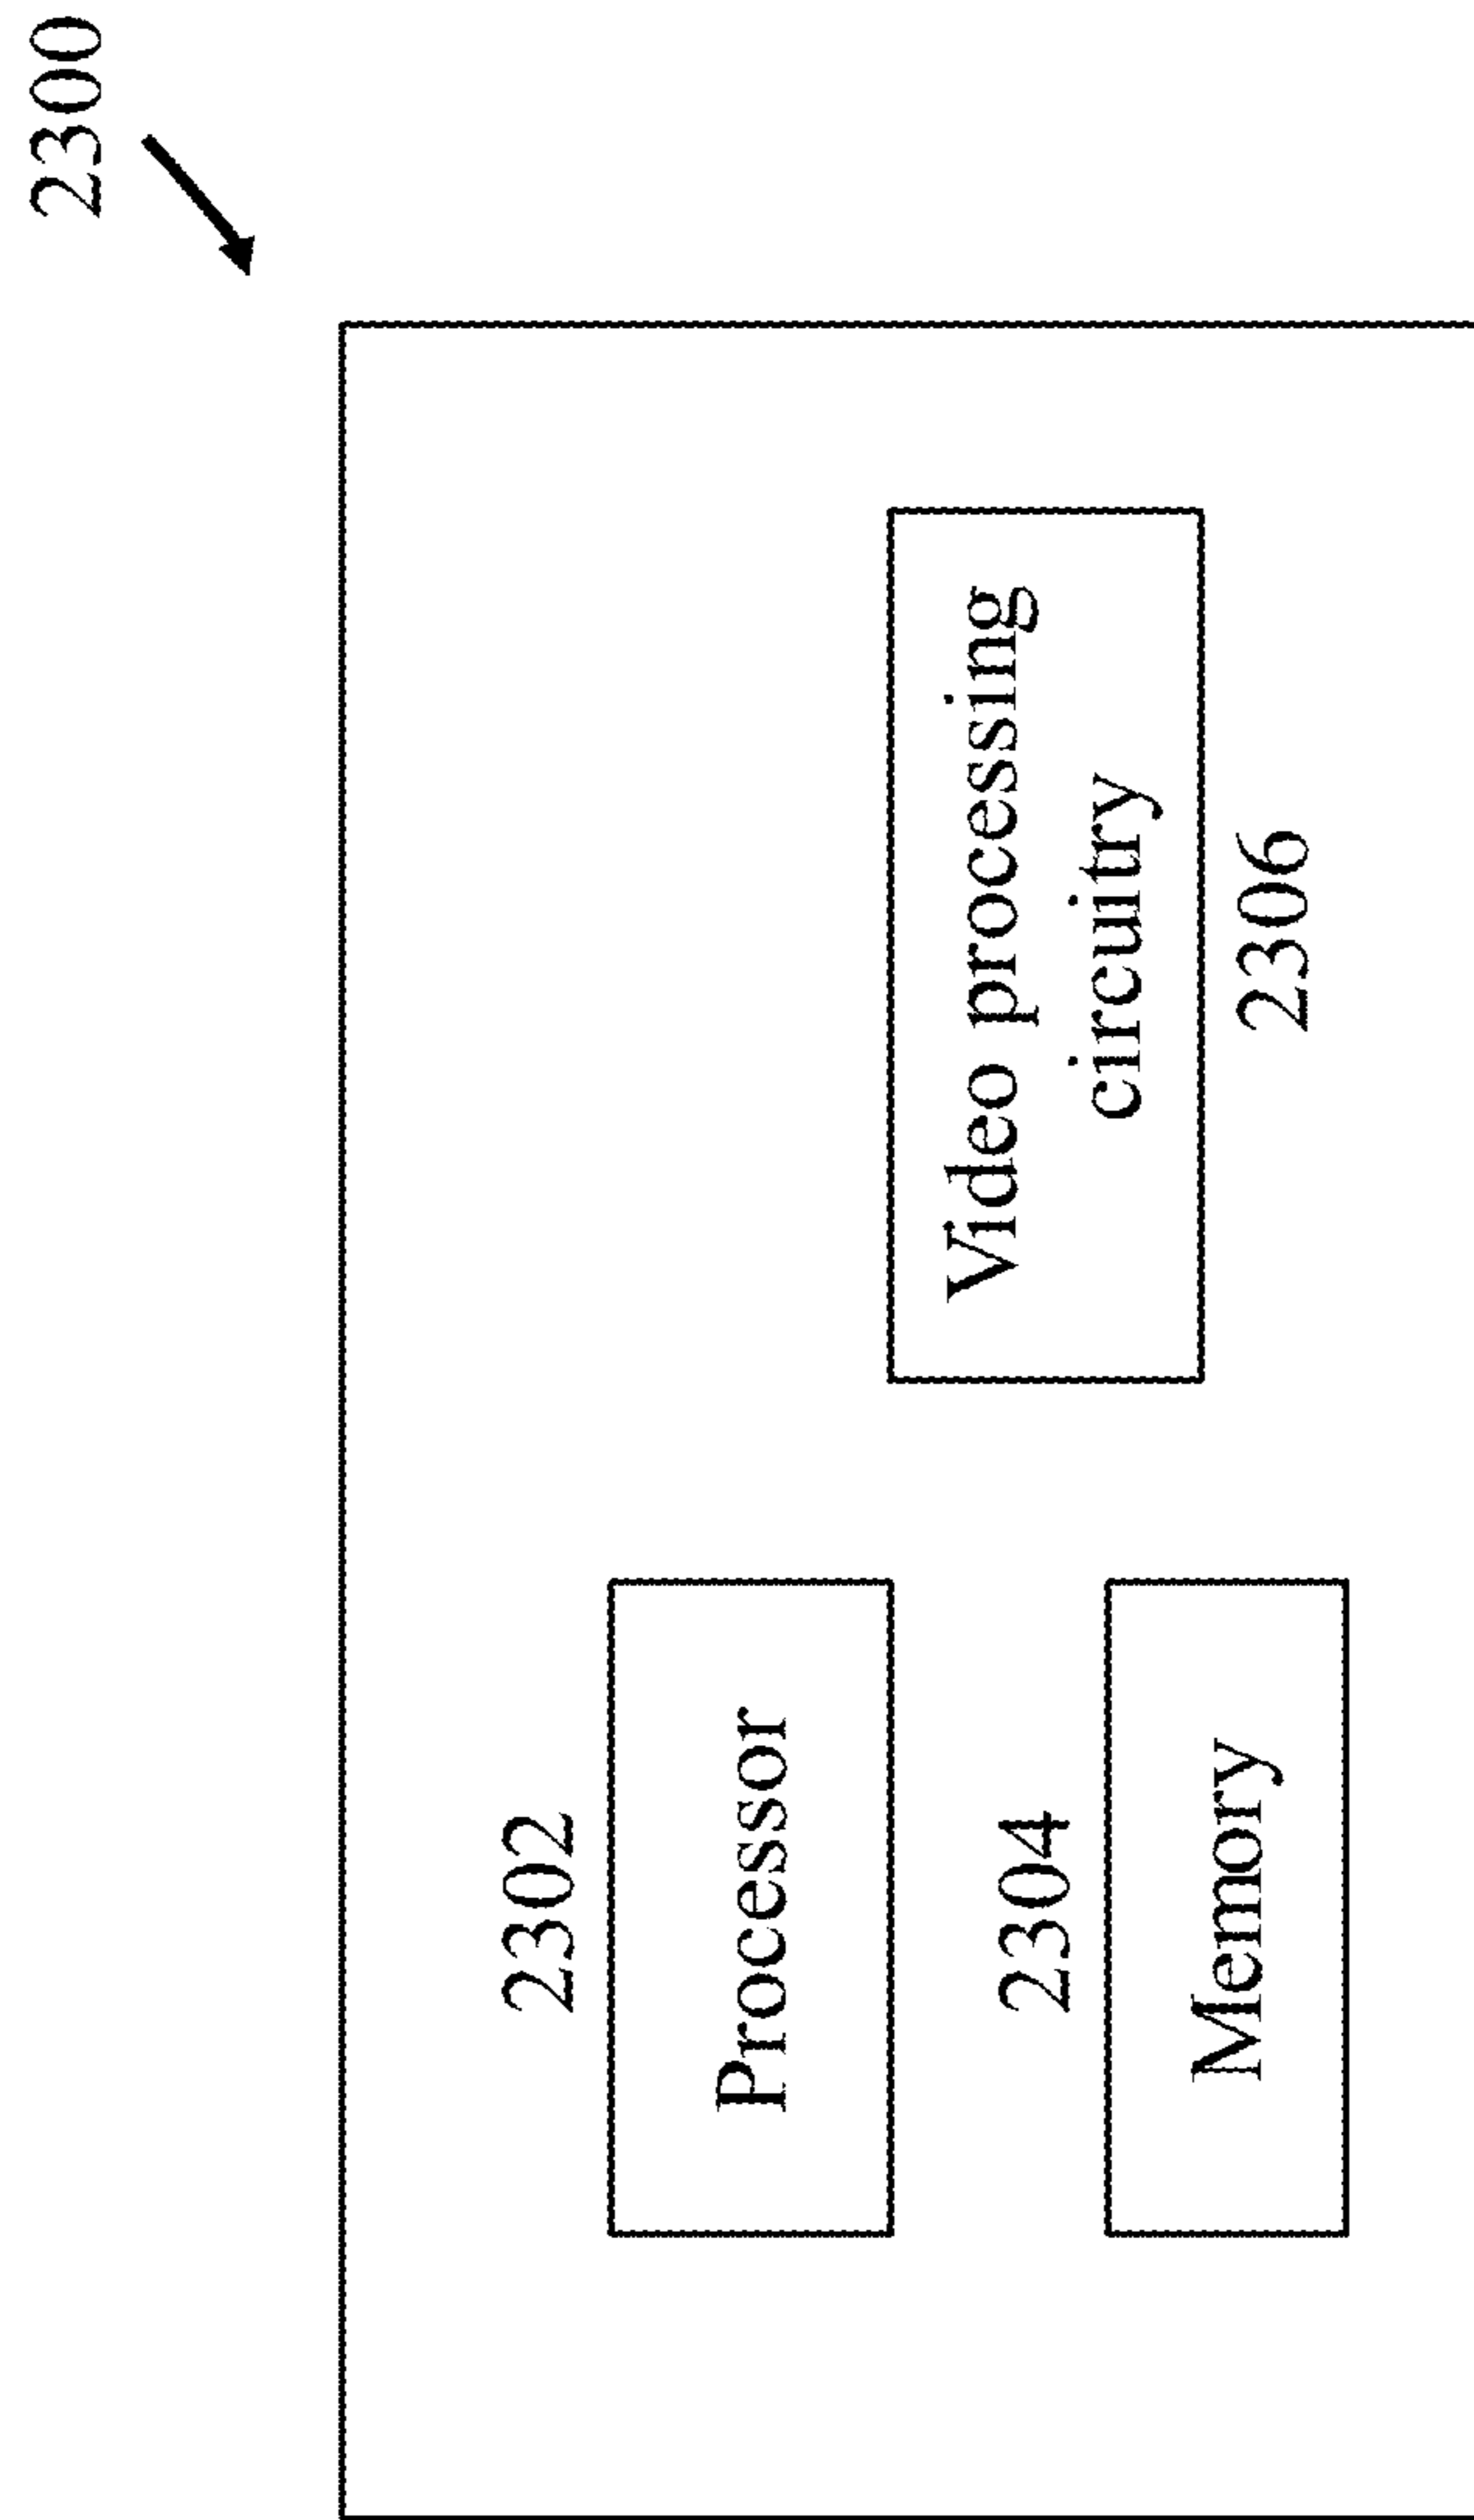 2300
2302
Processor
2304
Memory
Video processing
circuitry
2306